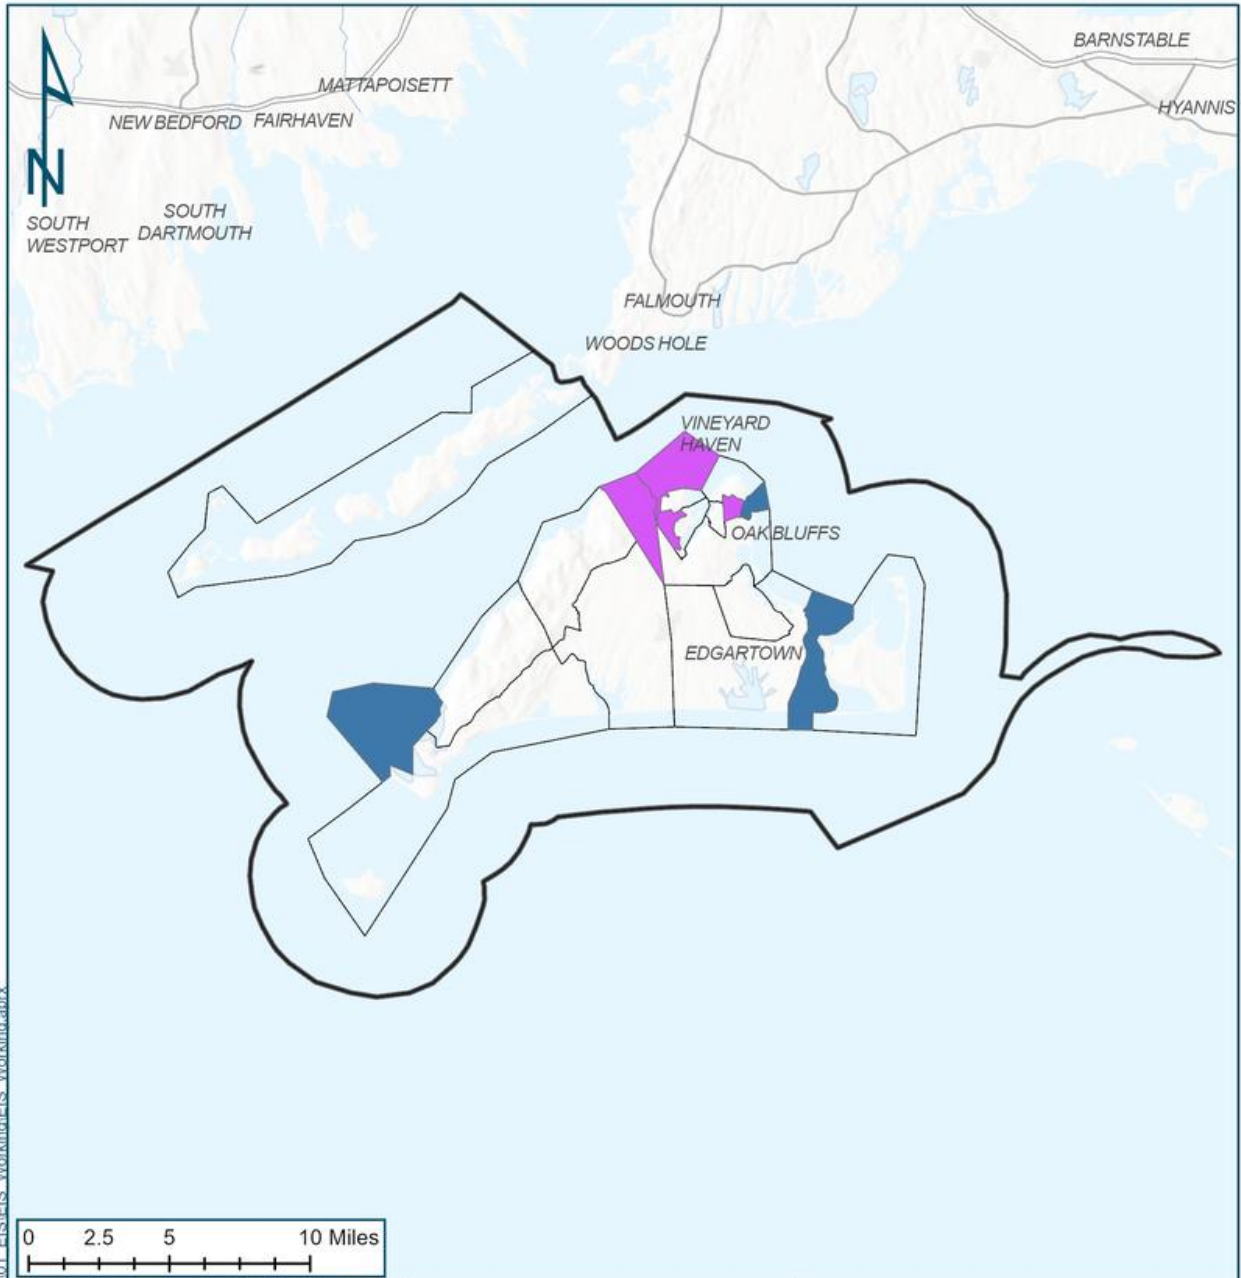 BARNSTABLE
MATTAPOISETT
HYANNIS
NEW BEDFORD
FAIRHAVEN
N
SOUTH
WESTPORT
SOUTH
DARTMOUTH
FALMOUTH
WOODS HOLE
VINEYARD
HAVEN
OAK BLUFFS
EDGARTOWN
0 2.5 5 10 Miles